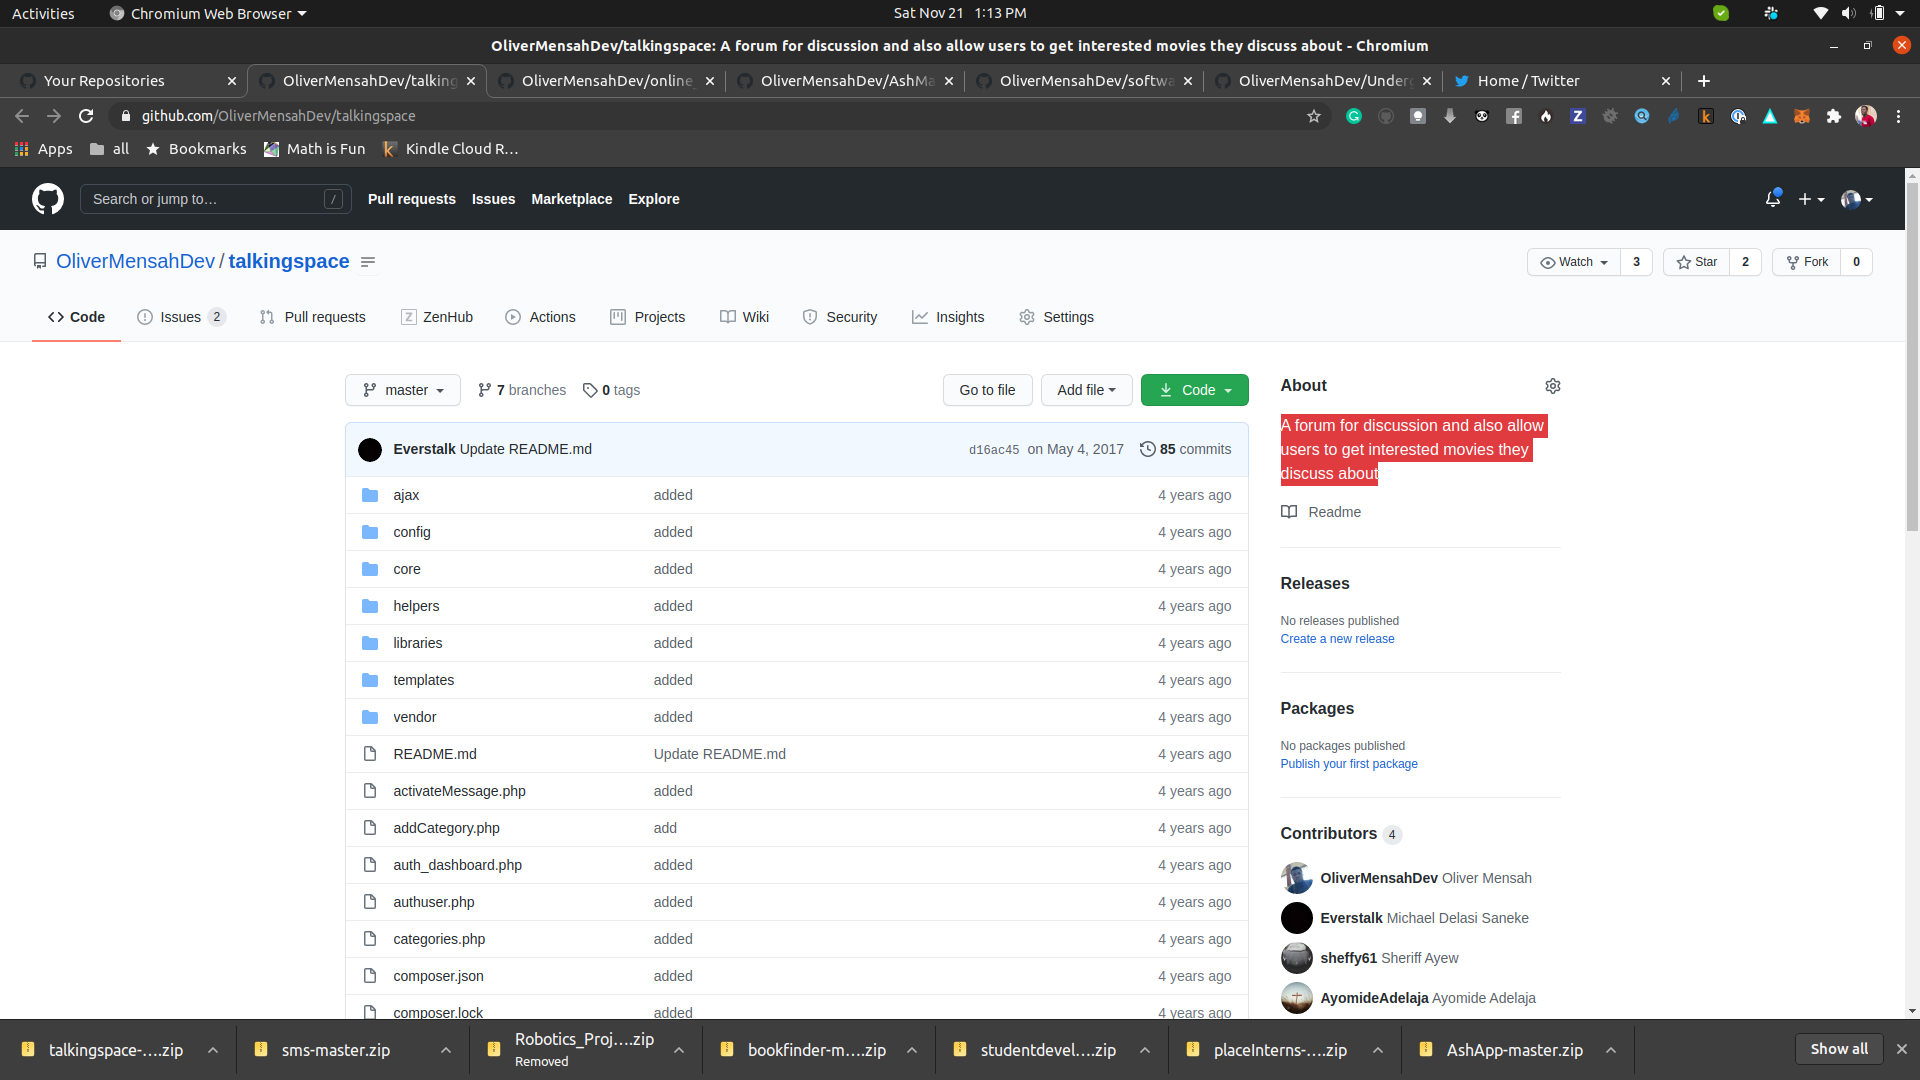 Activities
Chromium Web Browser
Sat Nov 21 1:13 PM
OliverMensahDev/talkingspace: A forum for discussion and also allow users to get interested movies they discuss about - Chromium
Your Repositories
OliverMensahDev/talking
OliverMensahDev/online_
OliverMensahDev/AshMa
OliverMensahDev/softwa
OliverMensahDev/Underg
Home / Twitter
github.com/OliverMensahDev/talkingspace
Apps
all
Bookmarks
Math is Fun
Kindle Cloud R…
Search or jump to…
/
Pull requests
Issues
Marketplace
Explore
OliverMensahDev / talkingspace
Watch 3
Star 2
Fork 0
Code
Issues 2
Pull requests
ZenHub
Actions
Projects
Wiki
Security
Insights
Settings
master
7 branches
0 tags
Go to file
Add file
Code
Everstalk Update README.md
d16ac45 on May 4, 2017
85 commits
ajax added 4 years ago
config added 4 years ago
core added 4 years ago
helpers added 4 years ago
libraries added 4 years ago
templates added 4 years ago
vendor added 4 years ago
README.md Update README.md 4 years ago
activateMessage.php added 4 years ago
addCategory.php add 4 years ago
auth_dashboard.php added 4 years ago
authuser.php added 4 years ago
categories.php added 4 years ago
composer.json added 4 years ago
composer.lock added 4 years ago
About
A forum for discussion and also allow
users to get interested movies they
discuss about
Readme
Releases
No releases published
Create a new release
Packages
No packages published
Publish your first package
Contributors 4
OliverMensahDev Oliver Mensah
Everstalk Michael Delasi Saneke
sheffy61 Sheriff Ayew
AyomideAdelaja Ayomide Adelaja
talkingspace-….zip
sms-master.zip
Robotics_Proj….zip
Removed
bookfinder-m….zip
studentdevel….zip
placeInterns-….zip
AshApp-master.zip
Show all